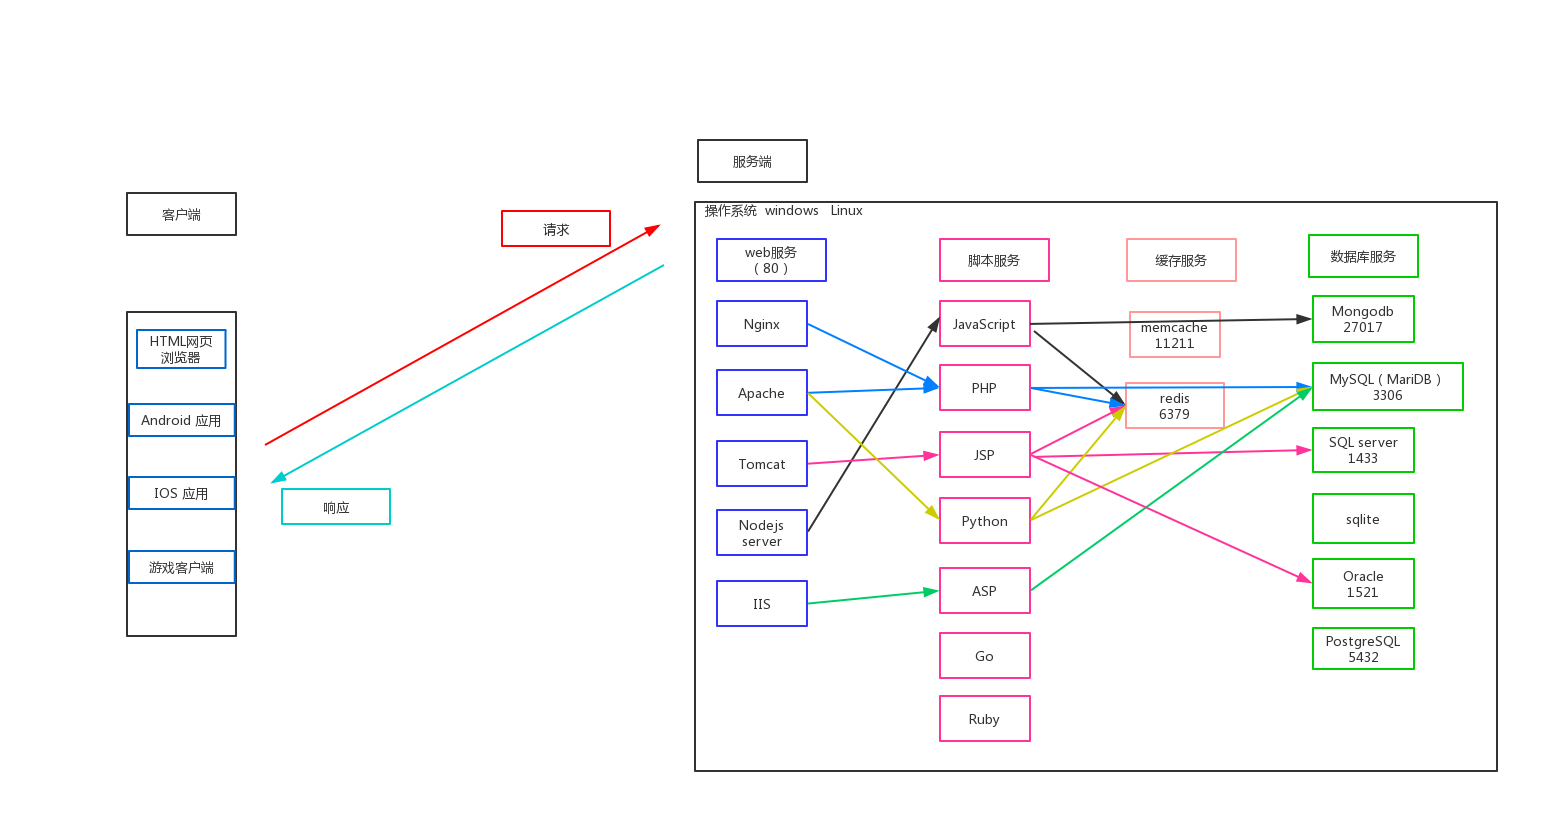 服务端
客户端
请求
响应
HTML网页
浏览器
Android 应用
IOS 应用
游戏客户端
操作系统 windows Linux
web服务
（ 80 ）
Nginx
Apache
Tomcat
Nodejs
server
IIS
脚本服务
JavaScript
PHP
JSP
Python
ASP
Go
Ruby
缓存服务
memcache
11211
redis
6379
数据库服务
Mongodb
27017
MySQL（ MariDB ）
3306
SQL server
1433
sqlite
Oracle
1521
PostgreSQL
5432